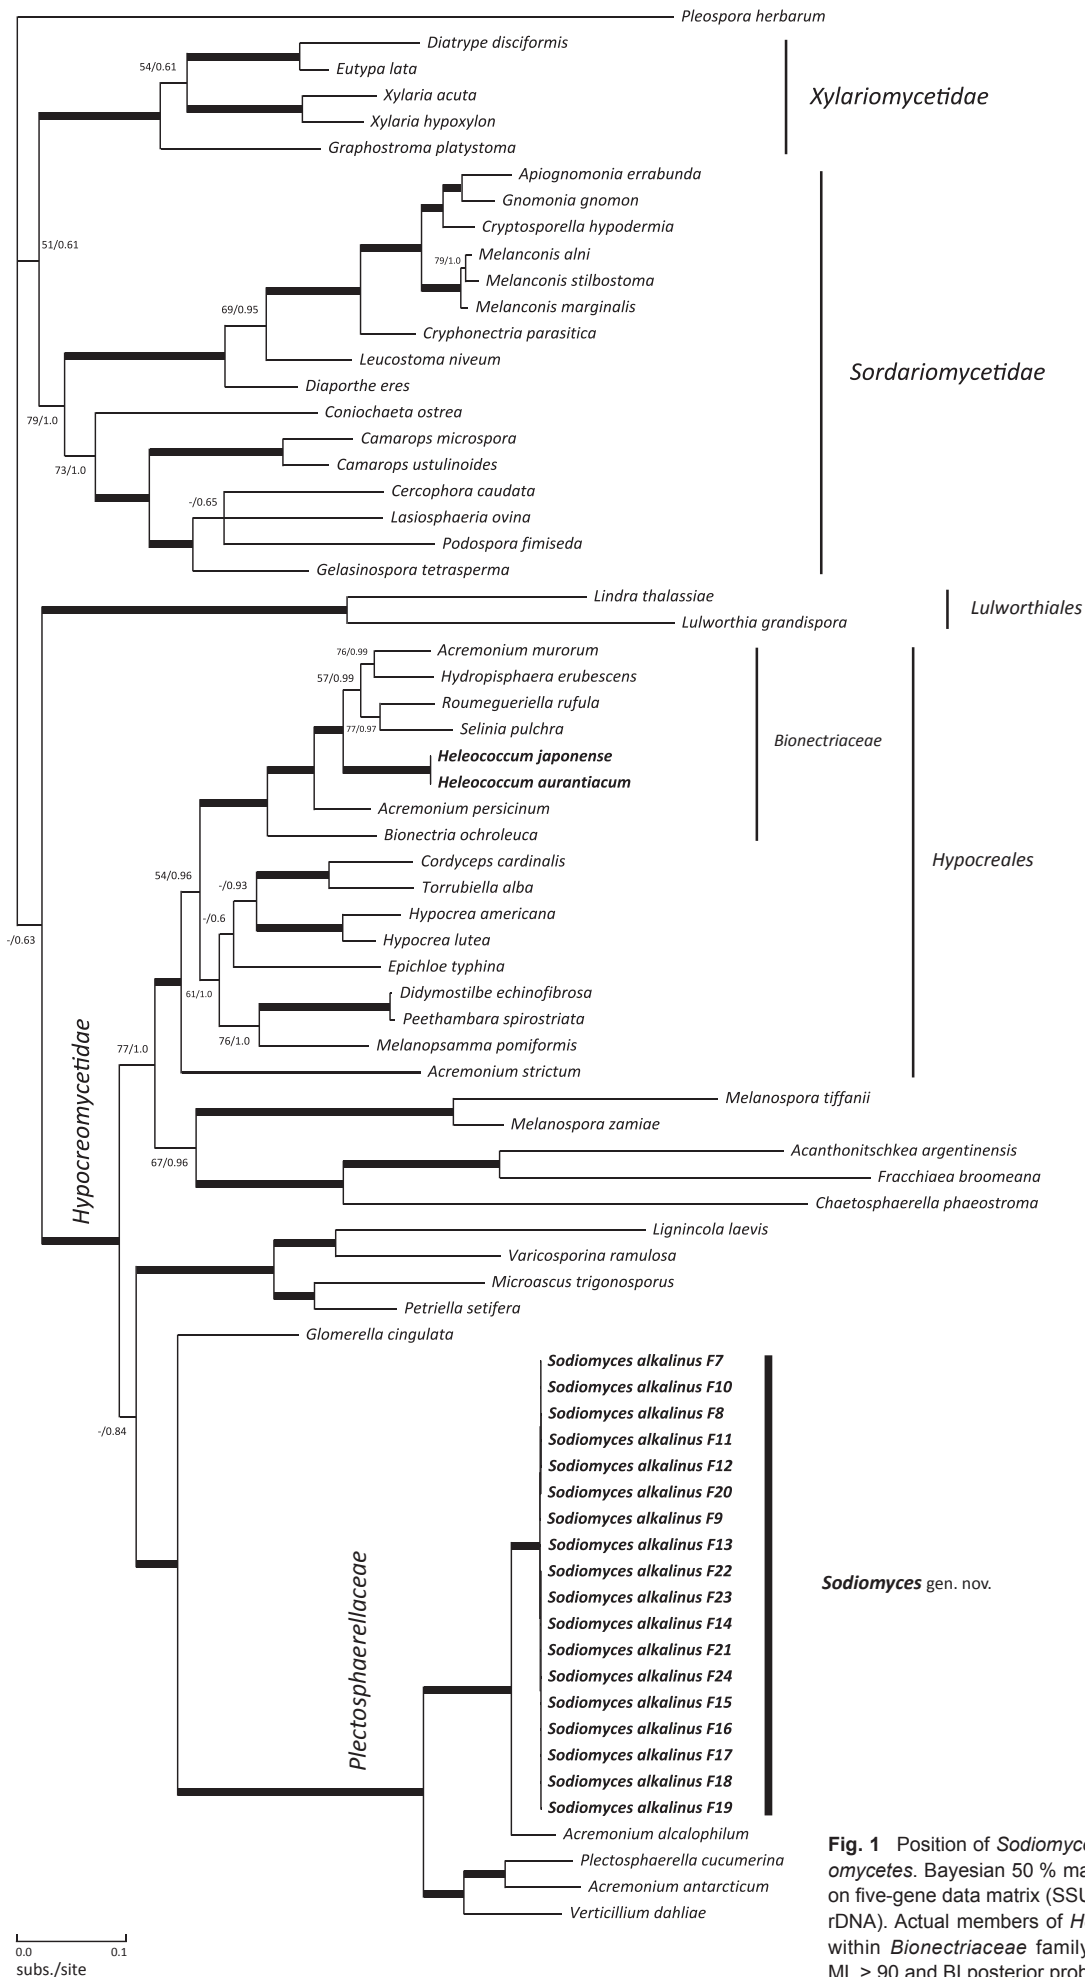 Pleospora herbarum
Diatrype disciformis
54/0.61
Eutypa lata
Xylaria acuta
Xylariomycetidae
Xylaria hypoxylon
Graphostroma platystoma
Apiognomonia errabunda
Gnomonia gnomon
Cryptosporella hypodermia
51/0.61
Melanconis alni
79/1.0
Melanconis stilbostoma
Melanconis marginalis
69/0.95
Cryphonectria parasitica
Leucostoma niveum
Sordariomycetidae
Diaporthe eres
Coniochaeta ostrea
79/1.0
Camarops microspora
Camarops ustulinoides
73/1.0
Cercophora caudata
-/0.65
Lasiosphaeria ovina
Podospora fimiseda
Gelasinospora tetrasperma
Lindra thalassiae
Lulworthiales
Lulworthia grandispora
Acremonium murorum
76/0.99
Hydropisphaera erubescens
57/0.99
Roumegueriella rufula
Selinia pulchra
77/0.97
Bionectriaceae
Heleococcum japonense
Heleococcum aurantiacum
Acremonium persicinum
Bionectria ochroleuca
Cordyceps cardinalis
Hypocreales
54/0.96
Torrubiella alba
-/0.93
Hypocrea americana
-/0.6
Hypocrea lutea
-/0.63
Epichloe typhina
Didymostilbe echinofibrosa
61/1.0
Peethambara spirostriata
76/1.0
Melanopsamma pomiformis
77/1.0
Acremonium strictum
Hypocreomycetidae
Melanospora tiffanii
Melanospora zamiae
Acanthonitschkea argentinensis
67/0.96
Fracchiaea broomeana
Chaetosphaerella phaeostroma
Lignincola laevis
Varicosporina ramulosa
Microascus trigonosporus
Petriella setifera
Glomerella cingulata
Sodiomyces alkalinus F7
Sodiomyces alkalinus F10
Sodiomyces alkalinus F8
-/0.84
Sodiomyces alkalinus F11
Sodiomyces alkalinus F12
Sodiomyces alkalinus F20
Sodiomyces alkalinus F9
Sodiomyces alkalinus F13
Sodiomyces alkalinus F22
Sodiomyces gen. nov.
Sodiomyces alkalinus F23
Sodiomyces alkalinus F14
Sodiomyces alkalinus F21
Plectosphaerellaceae
Sodiomyces alkalinus F24
Sodiomyces alkalinus F15
Sodiomyces alkalinus F16
Sodiomyces alkalinus F17
Sodiomyces alkalinus F18
Sodiomyces alkalinus F19
Acremonium alcalophilum
Plectosphaerella cucumerina
Acremonium antarcticum
Verticillium dahliae
0.0 0.1
subs./site
Fig. 1 Position of Sodiomyce
omycetes. Bayesian 50 % ma
on five-gene data matrix (SSU
rDNA). Actual members of H
within Bionectriaceae family
ML > 90 and BI posterior prob